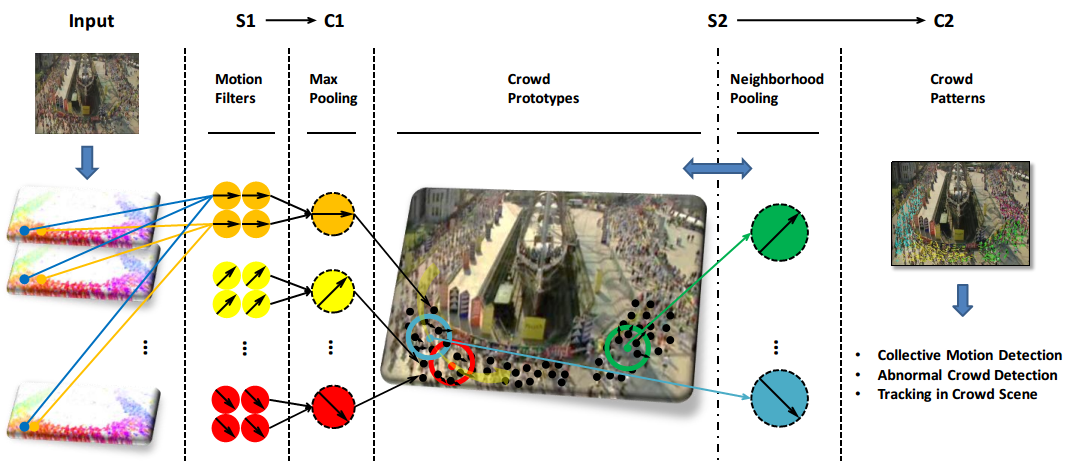 Input
S1
C1
S2
C2
Motion
Filters
Max
Pooling
Crowd
Prototypes
Neighborhood
Pooling
Crowd
Patterns
• Collective Motion Detection
• Abnormal Crowd Detection
• Tracking in Crowd Scene